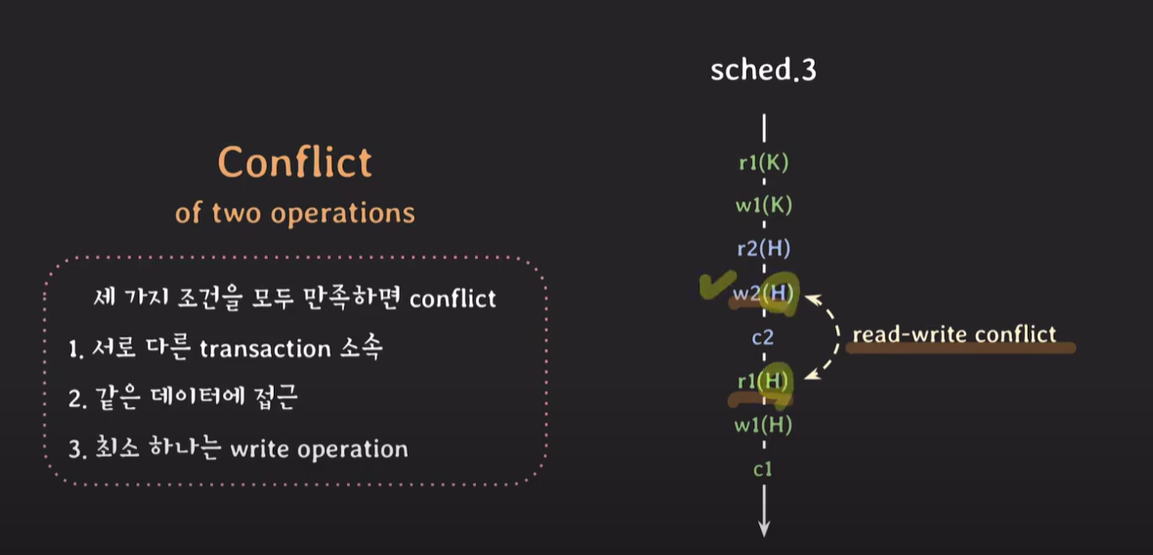 Conflict
of two operations
세 가지 조건을 모두 만족하면 conflict
1. 서로 다른 transaction 소속
2. 같은 데이터에 접근
3. 최소 하나는 write operation
sched.3
r1(K)
w1(K)
r2(H)
w2(H)
c2
read-write conflict
r1(H)
w1(H)
c1